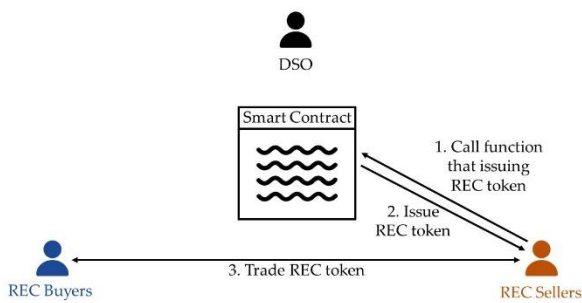 DSO
Smart Contract
1. Call function
that issuing
REC token
2. Issue
REC token
3. Trade REC token
REC Buyers
REC Sellers